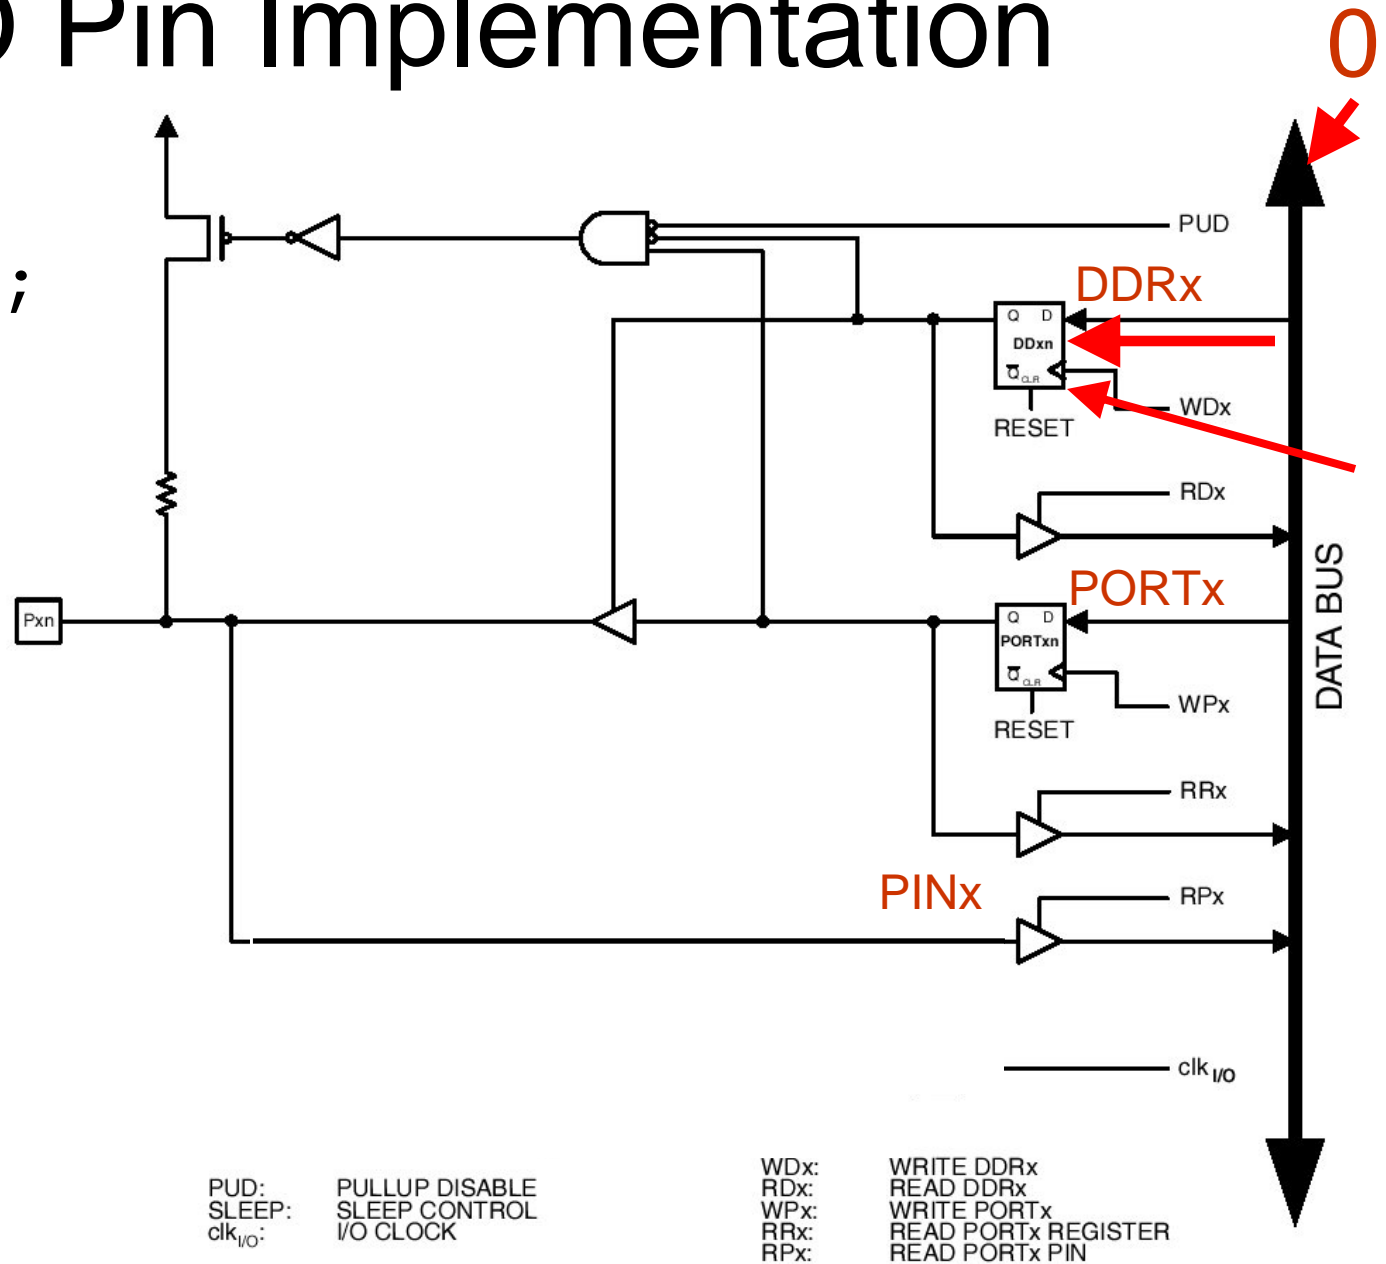 Pin Implementation
0
PUD
;
DDRx
Q D
DDxn
Q CLR
WDx
RESET
RDx
DATA BUS
PORTx
Pxn
Q D
PORTxn
Q CLR
WPx
RESET
RRx
PINx
RPx
clk I/O
PUD: PULLUP DISABLE
SLEEP: SLEEP CONTROL
clk I/O: I/O CLOCK
WDx: WRITE DDRx
RDx: READ DDRx
WPx: WRITE PORTx
RRx: READ PORTx REGISTER
RPx: READ PORTx PIN